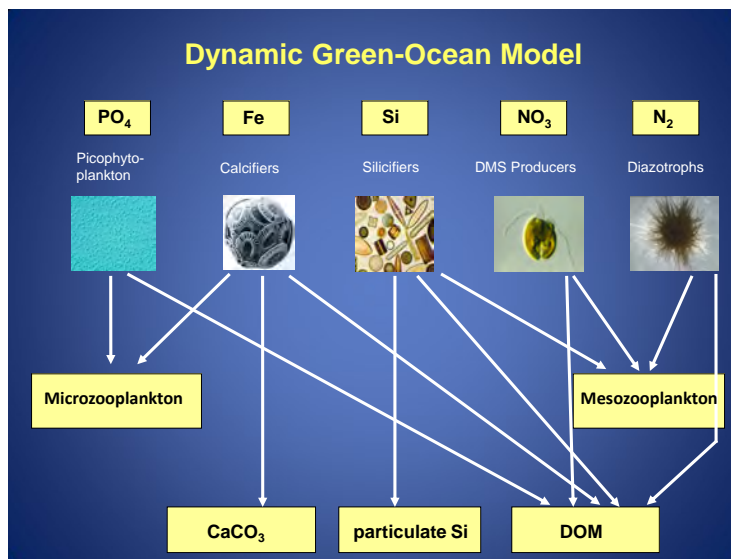 Dynamic Green-Ocean Model
PO₄ Fe Si NO₃ N₂
Picophyto-
plankton
Calcifiers Silicifiers DMS Producers Diazotrophs
Microzooplankton Mesozooplankton
CaCO₃ particulate Si DOM